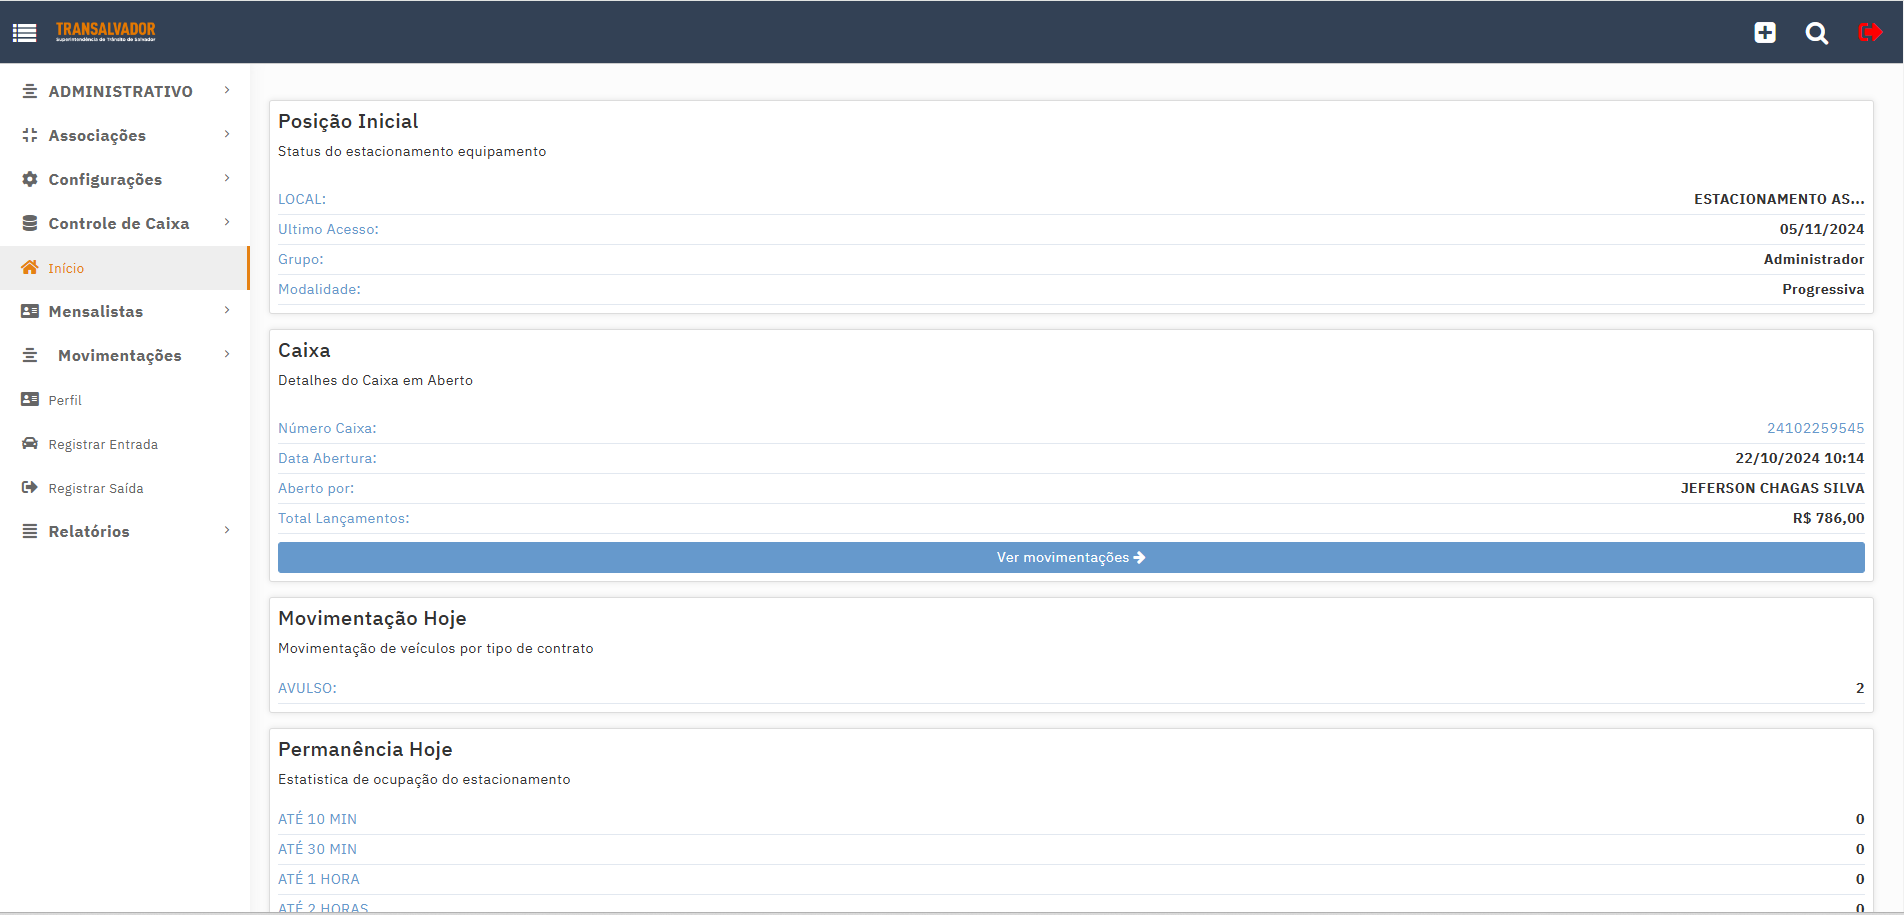 TRANSALVADOR
Superintendência de Trânsito de Salvador
ADMINISTRATIVO
Associações
Configurações
Controle de Caixa
Início
Mensalistas
Movimentações
Perfil
Registrar Entrada
Registrar Saída
Relatórios
Posição Inicial
Status do estacionamento equipamento
LOCAL: ESTACIONAMENTO AS...
Ultimo Acesso: 05/11/2024
Grupo: Administrador
Modalidade: Progressiva
Caixa
Detalhes do Caixa em Aberto
Número Caixa: 24102259545
Data Abertura: 22/10/2024 10:14
Aberto por: JEFERSON CHAGAS SILVA
Total Lançamentos: R$ 786,00
Ver movimentações
Movimentação Hoje
Movimentação de veículos por tipo de contrato
AVULSO: 2
Permanência Hoje
Estatistica de ocupação do estacionamento
ATÉ 10 MIN 0
ATÉ 30 MIN 0
ATÉ 1 HORA 0
ATÉ 2 HORAS 0